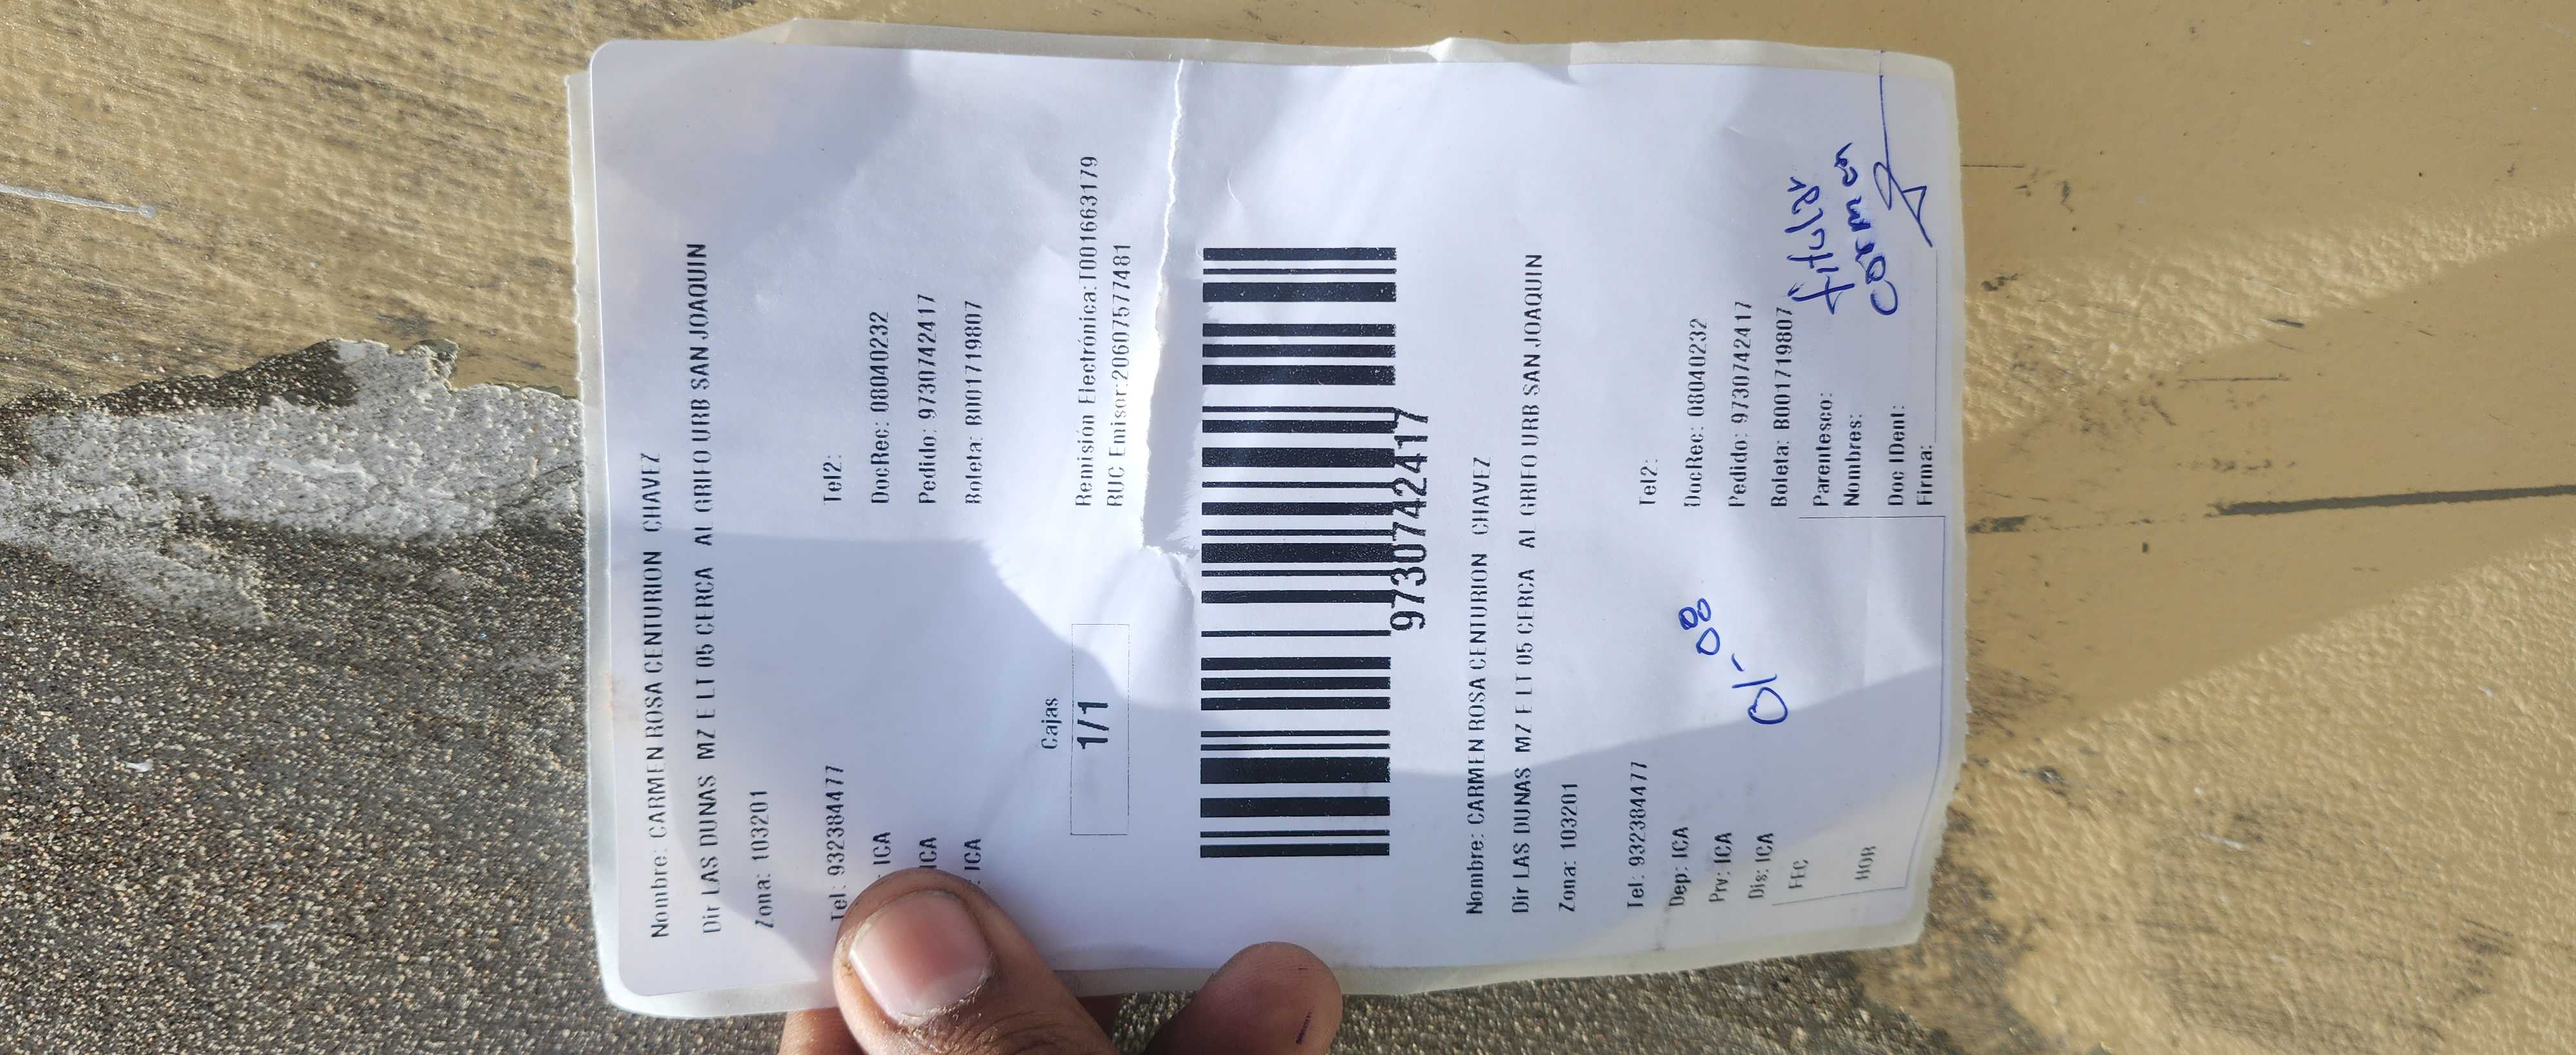 Nombre: CARMEN ROSA CENTURION CHAVEZ
Dir LAS DUNAS MZ E LT 05 CERCA AL GRIFO URB SAN JOAQUIN
Zona: 103201
Tel: 932384477 Tel2:
: ICA DocRec: 08040232
ICA Pedido: 9730742417
: ICA Boleta: B001719807
Cajas
1/1
Remisión Electrónica: T001663179
RUC Emisor:20607577481
9730742417
Nombre: CARMEN ROSA CENTURION CHAVEZ
Dir LAS DUNAS MZ E LT 05 CERCA AL GRIFO URB SAN JOAQUIN
Zona: 103201
Tel: 932384477 Tel2:
Dep: ICA DocRec: 08040232
Prv: ICA Pedido: 9730742417
Dis: ICA Boleta: B001719807
01-08
FEC
HOR
Parentesco: titular
Nombres: carmen
Doc IDent:
Firma: